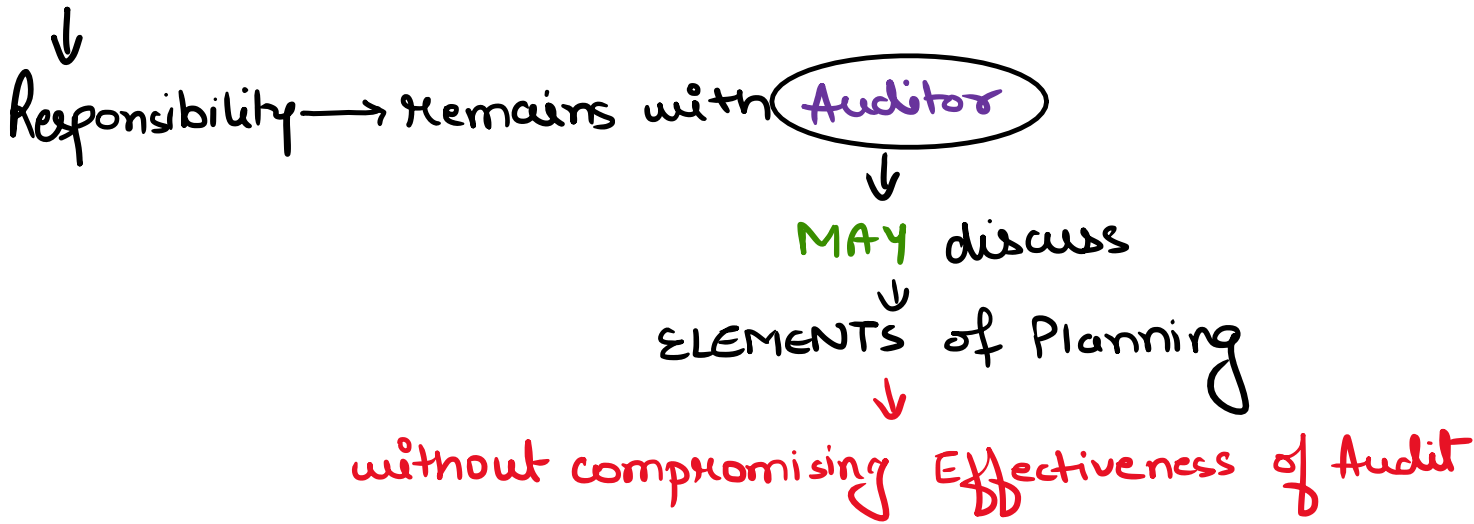 Responsibility → remains with Auditor
MAY discuss
ELEMENTS of Planning
without compromising Effectiveness of Audit